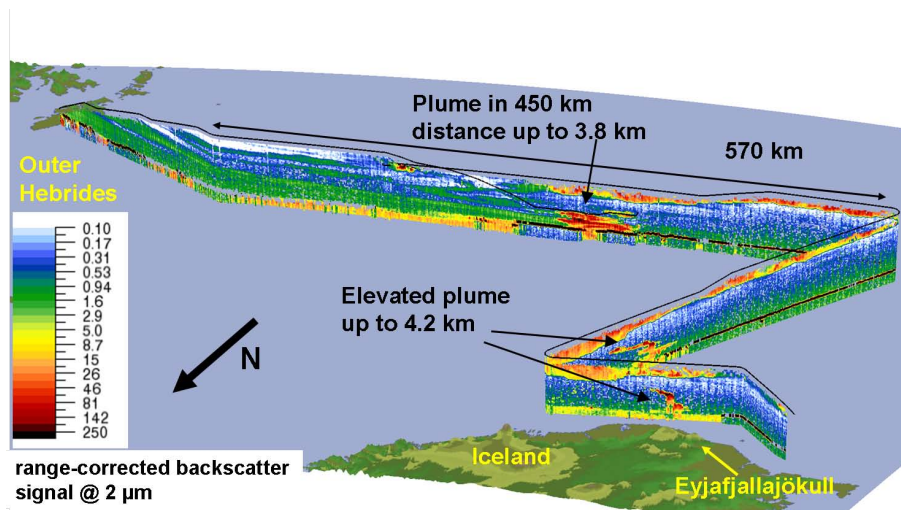 Plume in 450 km
distance up to 3.8 km
570 km
Outer
Hebrides
0.10
0.17
0.31
0.53
0.94
1.6
2.9
5.0
8.7
15
26
46
81
142
250
Elevated plume
up to 4.2 km
N
Iceland
Eyjafjallajökull
range-corrected backscatter
signal @ 2 µm